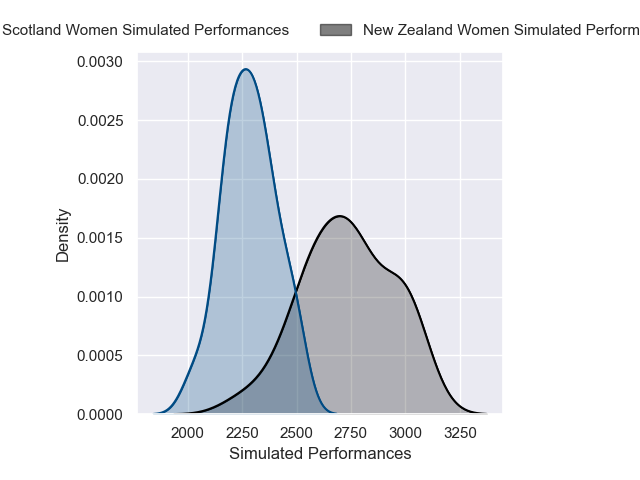 Scotland Women Simulated Performances
New Zealand Women Simulated Perform
0.0030
0.0025
0.0020
0.0015
0.0010
0.0005
0.0000
Density
2000 2250 2500 2750 3000 3250
Simulated Performances